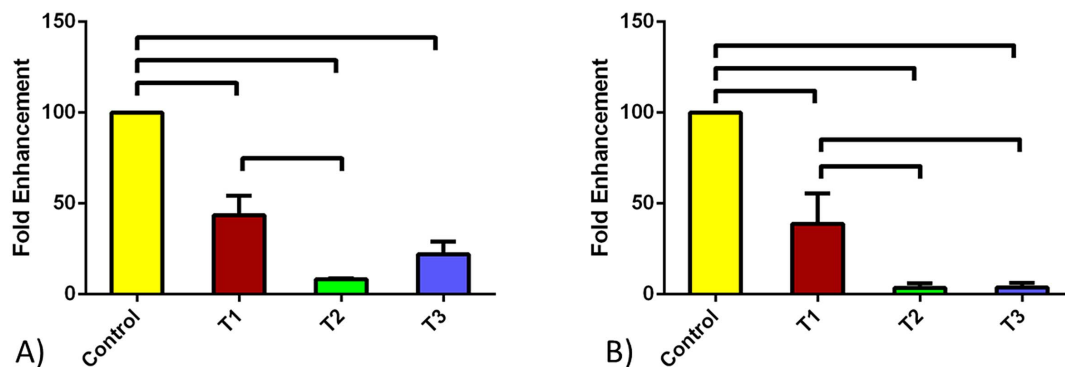 Fold Enhancement
150
100
50
0
Control
T1
T2
T3
A)
Fold Enhancement
150
100
50
0
Control
T1
T2
T3
B)